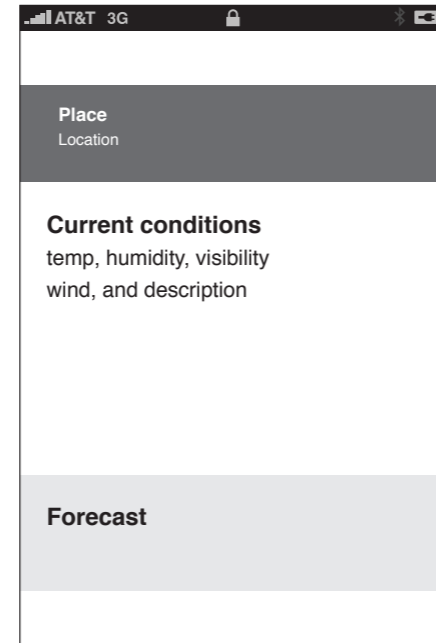 AT&T 3G
Place
Location
Current conditions
temp, humidity, visibility
wind, and description
Forecast